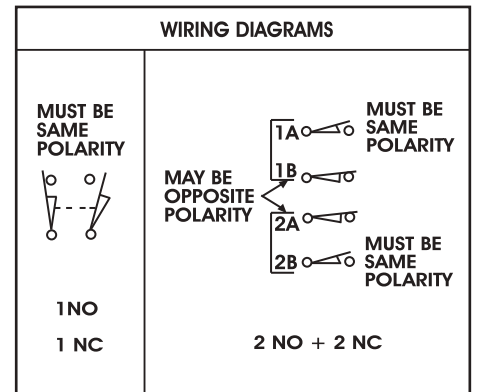 WIRING DIAGRAMS
MUST BE
SAME
POLARITY
1NO
1 NC
MAY BE
OPPOSITE
POLARITY
1A
1B
2A
2B
MUST BE
SAME
POLARITY
MUST BE
SAME
POLARITY
2 NO + 2 NC